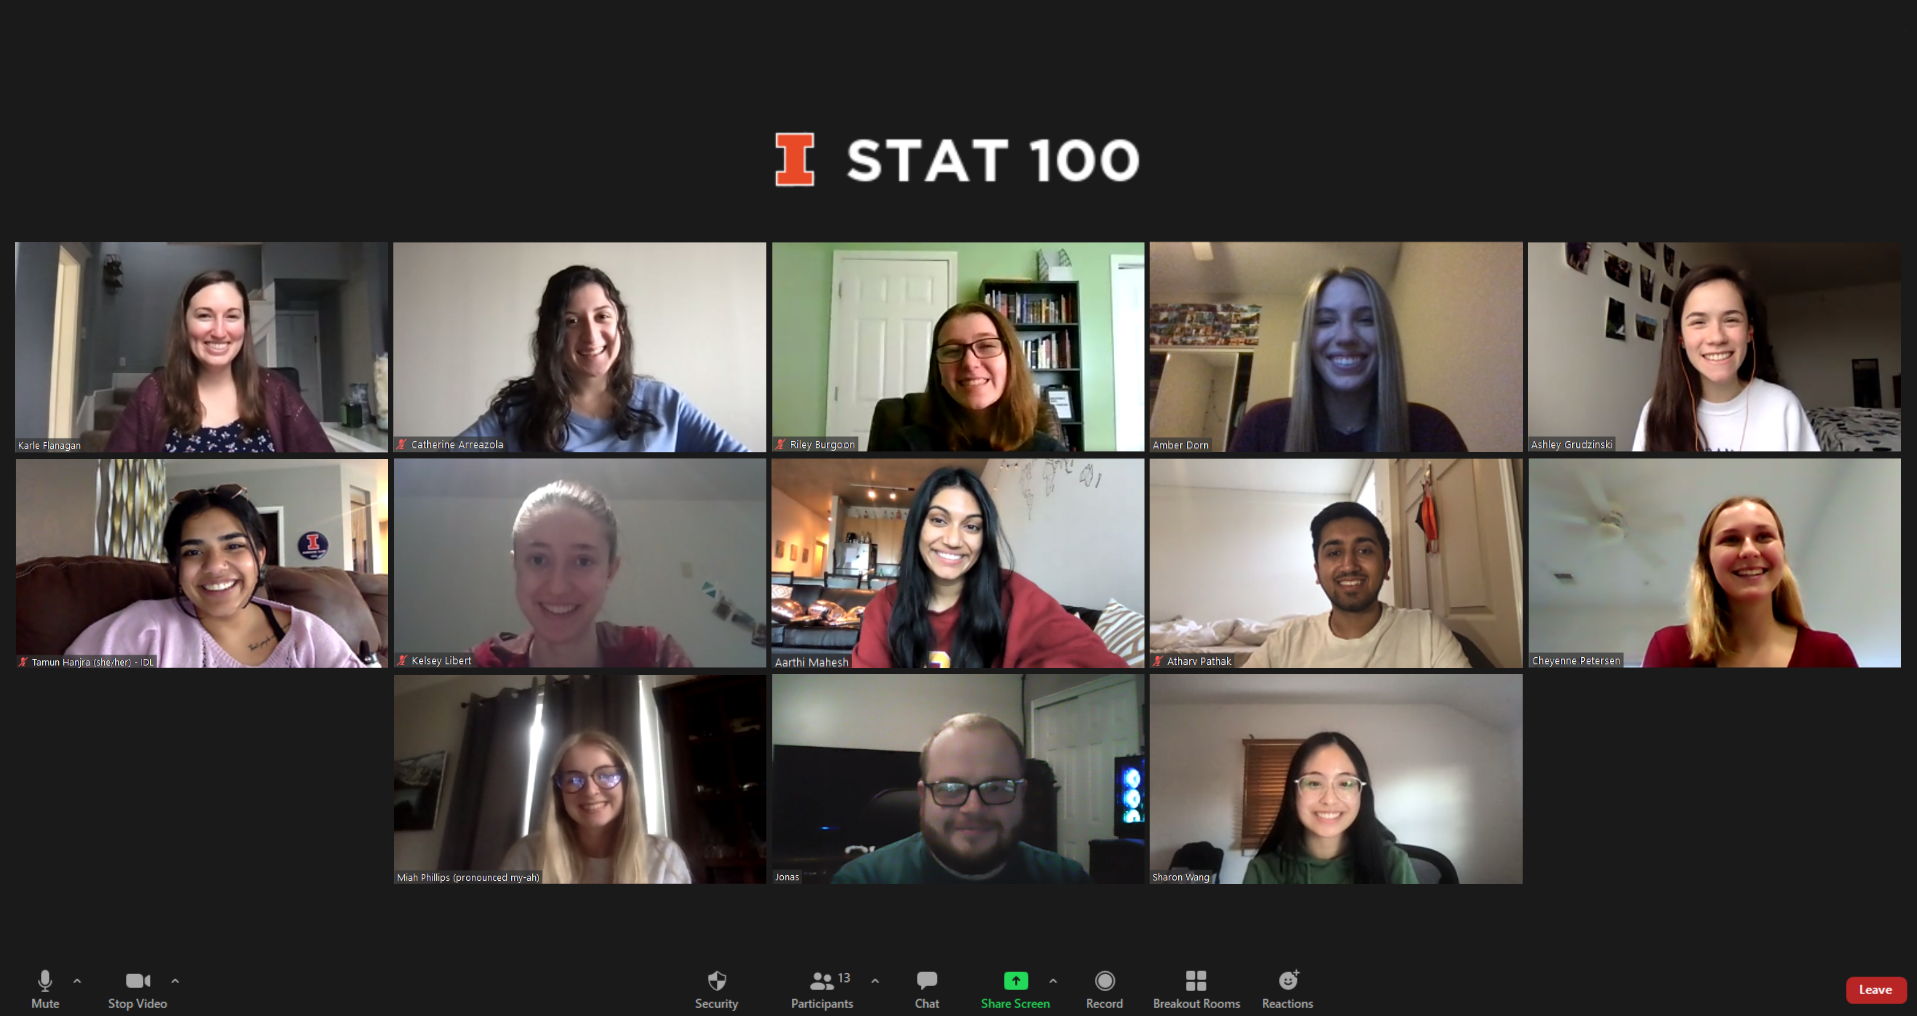 I STAT 100
Karle Flanagan
Catherine Arreazola
Riley Burgoon
Amber Dorn
Ashley Grudzinski
Tamun Hanjra (she/her) - IDL
Kelsey Libert
Aarthi Mahesh
Atharv Pathak
Cheyenne Petersen
Miah Phillips (pronounced my-ah)
Jonas
Sharon Wang
Mute
Stop Video
Security
13
Participants
Chat
Share Screen
Record
Breakout Rooms
Reactions
Leave